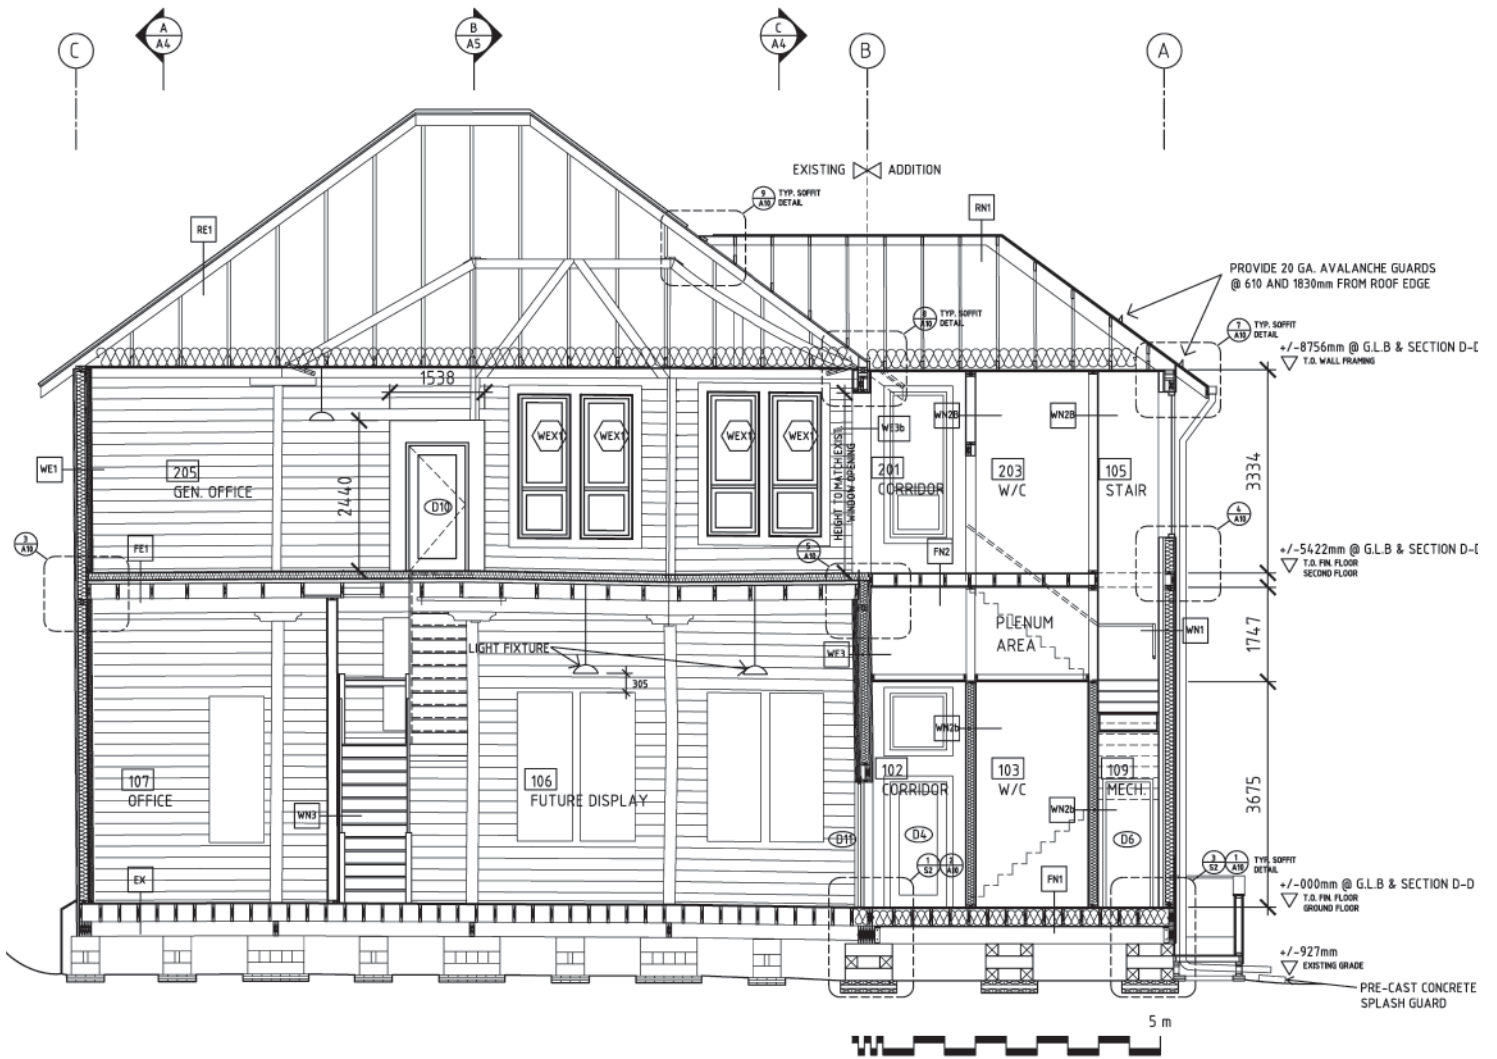 C
A
A4
B
A5
C
A4
B
A
EXISTING ADDITION
9
A10
TYP. SOFFIT
DETAIL
RE1
RN1
PROVIDE 20 GA. AVALANCHE GUARDS
@ 610 AND 1830mm FROM ROOF EDGE
8
A10
TYP. SOFFIT
DETAIL
7
A10
TYP. SOFFIT
DETAIL
+/-8756mm @ G.L.B & SECTION D-D
T.O. WALL FRAMING
1538
WEX1
WEX1
WEX1
WEX1
WE3b
WN2B
WN2B
HEIGHT TO MATCH EXIST.
WINDOW OPENING
WE1
205
GEN. OFFICE
2440
D10
201
CORRIDOR
203
W/C
105
STAIR
3334
3
A10
FE1
5
A10
FN2
4
A10
+/-5422mm @ G.L.B & SECTION D-D
T.O. FIN. FLOOR
SECOND FLOOR
PLENUM
AREA
WN1
1747
LIGHT FIXTURE
WE3
305
WN2b
107
OFFICE
106
FUTURE DISPLAY
102
CORRIDOR
103
W/C
109
MECH.
3675
WN3
WN2b
D11
D4
D6
1
S2
2
A10
3
S2
1
A10
TYP. SOFFIT
DETAIL
EX
FN1
+/-000mm @ G.L.B & SECTION D-D
T.O. FIN. FLOOR
GROUND FLOOR
+/-927mm
EXISTING GRADE
PRE-CAST CONCRETE
SPLASH GUARD
5 m